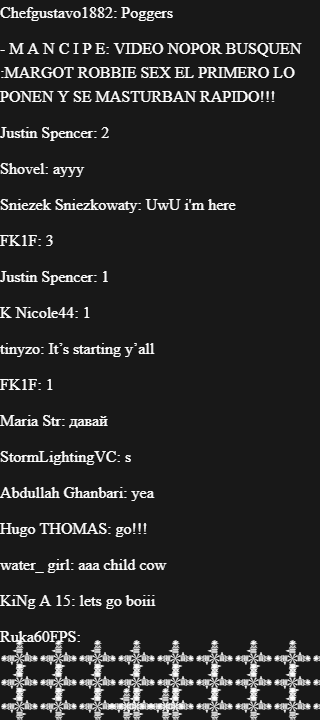 Chefgustavo1882: Poggers
- M A N C I P E: VIDEO NOPOR BUSQUEN
:MARGOT ROBBIE SEX EL PRIMERO LO
PONEN Y SE MASTURBAN RAPIDO!!!
Justin Spencer: 2
Shovel: ayyy
Sniezek Sniezkowaty: UwU i'm here
FK1F: 3
Justin Spencer: 1
K Nicole44: 1
tinyzo: It’s starting y’all
FK1F: 1
Maria Str: давай
StormLightingVC: s
Abdullah Ghanbari: yea
Hugo THOMAS: go!!!
water_ girl: aaa child cow
KiNg A 15: lets go boiii
Ruka60FPS: